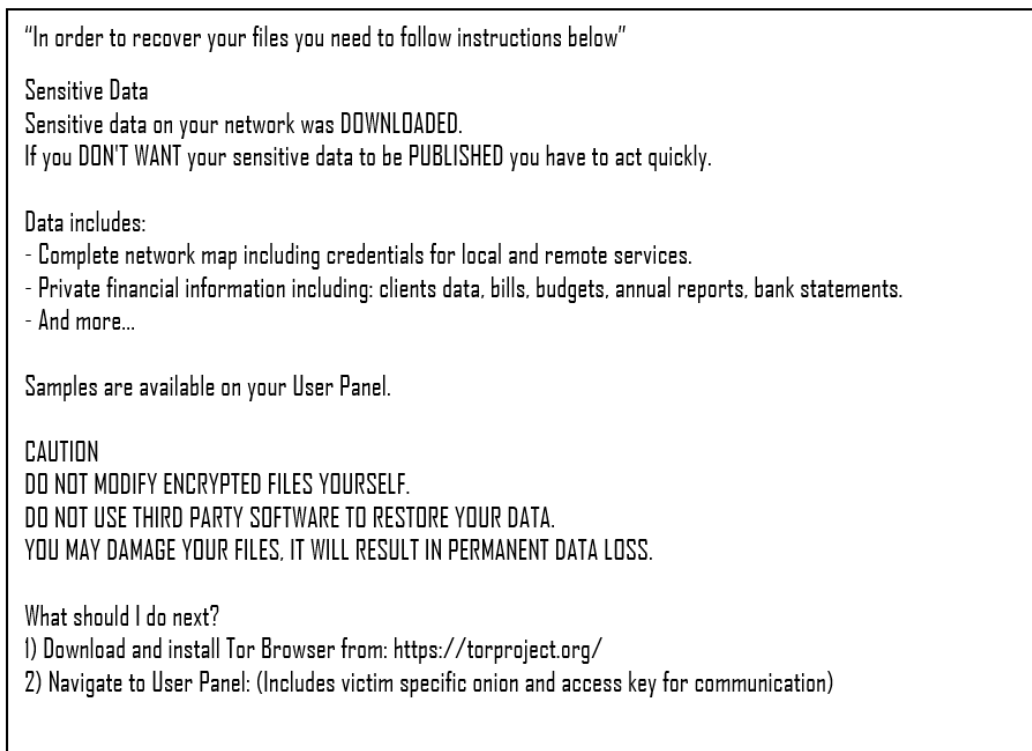 “In order to recover your files you need to follow instructions below”
Sensitive Data
Sensitive data on your network was DOWNLOADED.
If you DON'T WANT your sensitive data to be PUBLISHED you have to act quickly.
Data includes:
- Complete network map including credentials for local and remote services.
- Private financial information including: clients data, bills, budgets, annual reports, bank statements.
- And more...
Samples are available on your User Panel.
CAUTION
DO NOT MODIFY ENCRYPTED FILES YOURSELF.
DO NOT USE THIRD PARTY SOFTWARE TO RESTORE YOUR DATA.
YOU MAY DAMAGE YOUR FILES, IT WILL RESULT IN PERMANENT DATA LOSS.
What should I do next?
1) Download and install Tor Browser from: https://torproject.org/
2) Navigate to User Panel: (Includes victim specific onion and access key for communication)